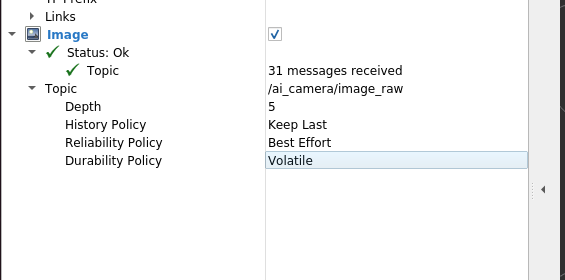 Links
Image
Status: Ok
Topic 31 messages received
Topic /ai_camera/image_raw
Depth 5
History Policy Keep Last
Reliability Policy Best Effort
Durability Policy Volatile